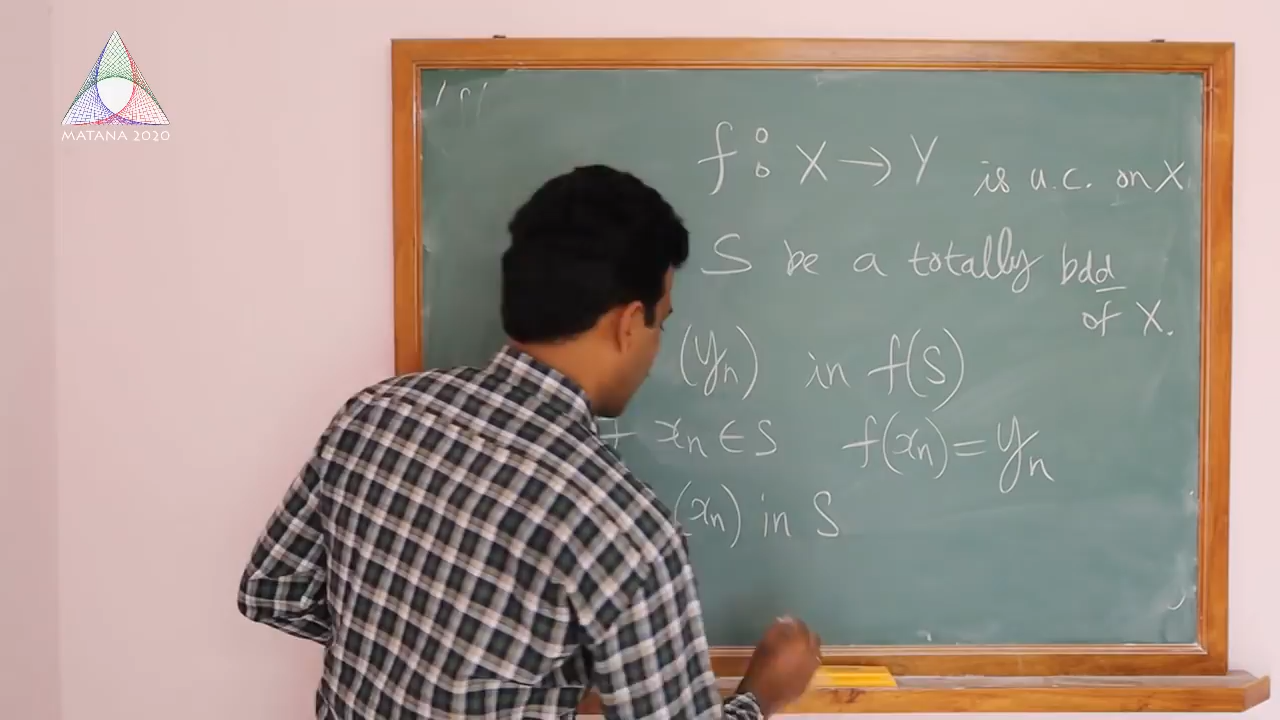 MATANA 2020
f : X → Y is u.c. on X
S be a totally bdd
of X.
(yn) in f(S)
xn ∈ S f(xn) = yn
(xn) in S